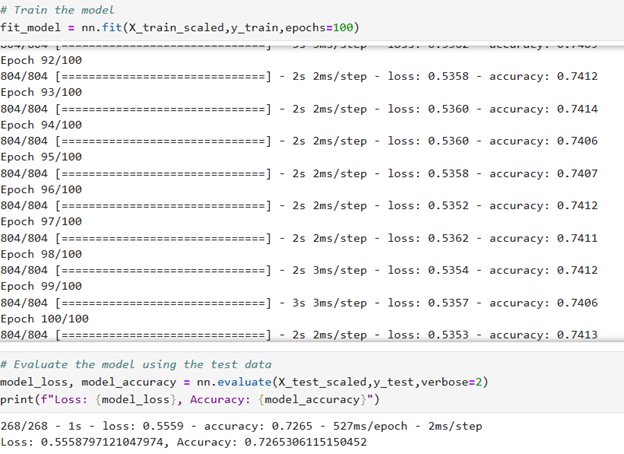 # Train the model
fit_model = nn.fit(X_train_scaled,y_train,epochs=100)
Epoch 92/100
804/804 [==============================] - 2s 2ms/step - loss: 0.5358 - accuracy: 0.7412
Epoch 93/100
804/804 [==============================] - 2s 2ms/step - loss: 0.5360 - accuracy: 0.7414
Epoch 94/100
804/804 [==============================] - 2s 2ms/step - loss: 0.5360 - accuracy: 0.7406
Epoch 95/100
804/804 [==============================] - 2s 2ms/step - loss: 0.5358 - accuracy: 0.7407
Epoch 96/100
804/804 [==============================] - 2s 2ms/step - loss: 0.5352 - accuracy: 0.7412
Epoch 97/100
804/804 [==============================] - 2s 2ms/step - loss: 0.5362 - accuracy: 0.7411
Epoch 98/100
804/804 [==============================] - 2s 3ms/step - loss: 0.5354 - accuracy: 0.7412
Epoch 99/100
804/804 [==============================] - 3s 3ms/step - loss: 0.5357 - accuracy: 0.7406
Epoch 100/100
804/804 [==============================] - 2s 2ms/step - loss: 0.5353 - accuracy: 0.7413
# Evaluate the model using the test data
model_loss, model_accuracy = nn.evaluate(X_test_scaled,y_test,verbose=2)
print(f"Loss: {model_loss}, Accuracy: {model_accuracy}")
268/268 - 1s - loss: 0.5559 - accuracy: 0.7265 - 527ms/epoch - 2ms/step
Loss: 0.5558797121047974, Accuracy: 0.7265306115150452